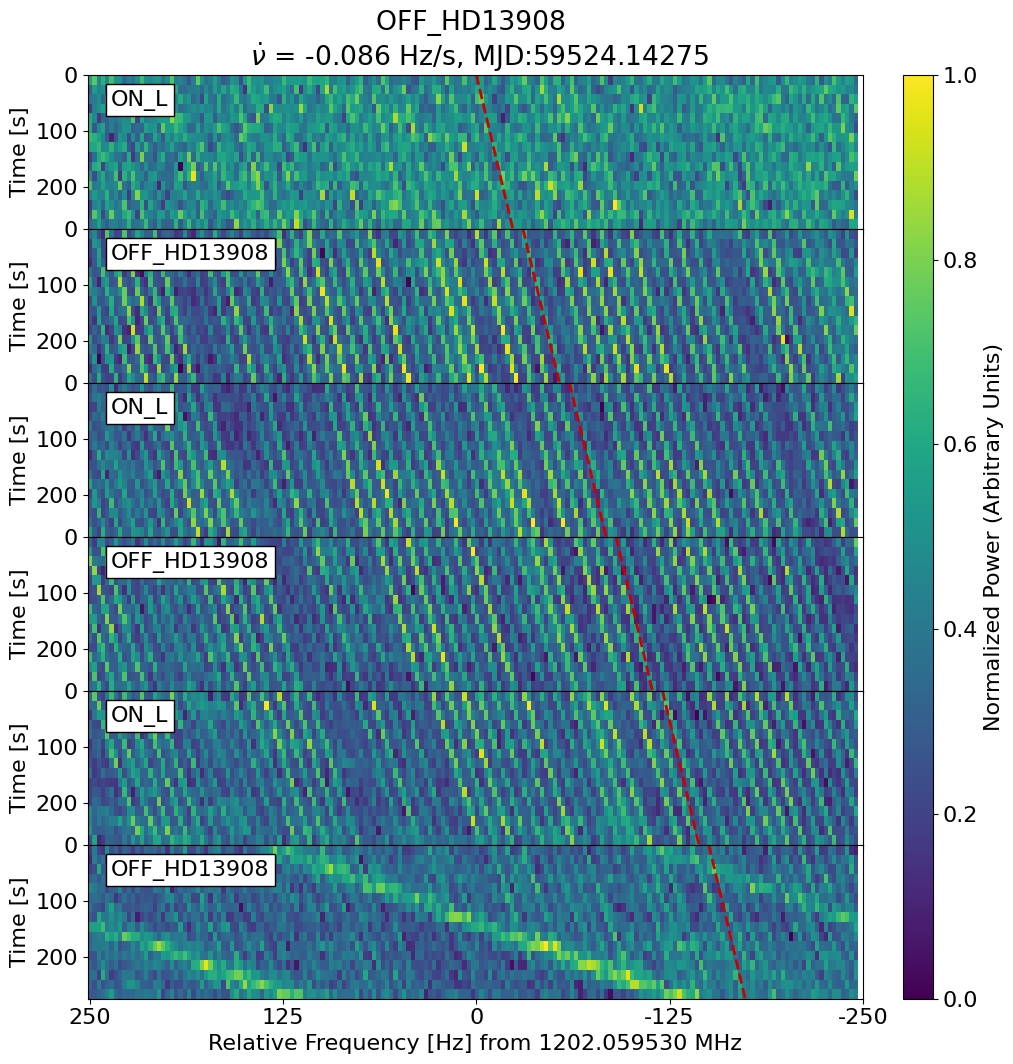 OFF_HD13908
ν̇ = -0.086 Hz/s, MJD:59524.14275
ON_L
OFF_HD13908
ON_L
OFF_HD13908
ON_L
OFF_HD13908
Time [s]
0
100
200
Time [s]
0
100
200
Time [s]
0
100
200
Time [s]
0
100
200
Time [s]
0
100
200
Time [s]
0
100
200
250 125 0 -125 -250
Relative Frequency [Hz] from 1202.059530 MHz
1.0
0.8
0.6
0.4
0.2
0.0
Normalized Power (Arbitrary Units)